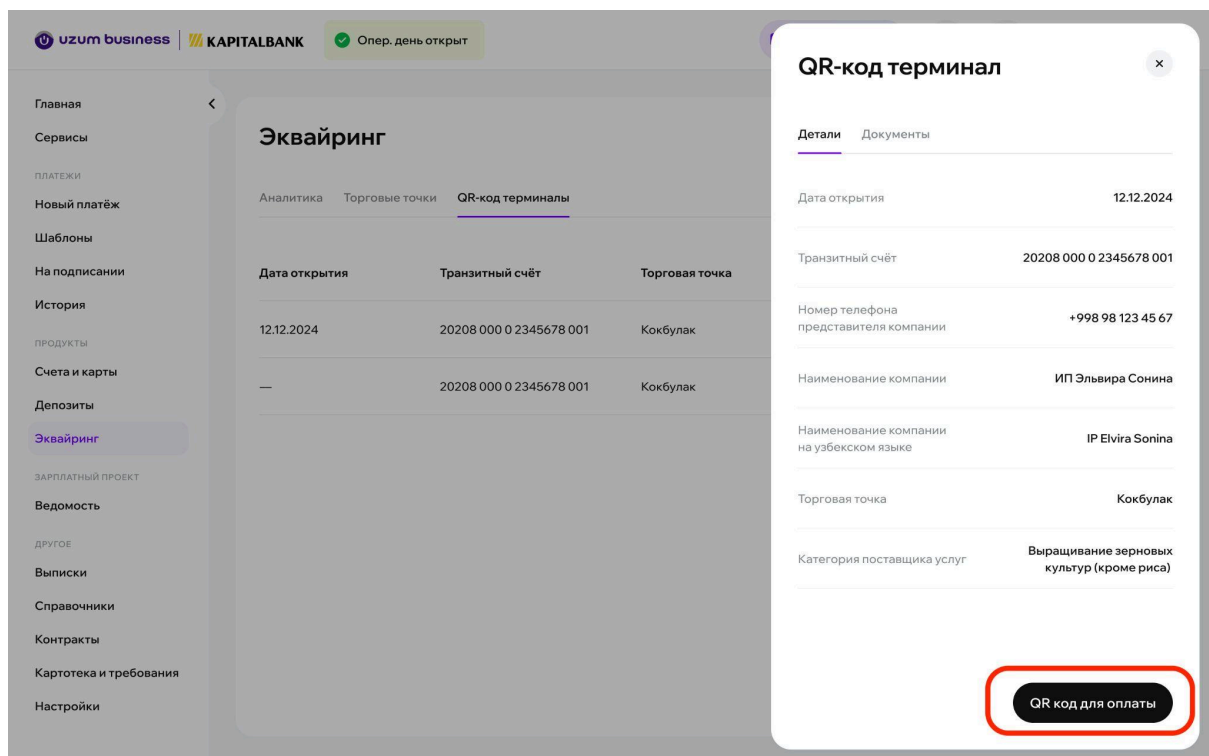 uzum business
KAPITALBANK
Опер. день открыт
Главная
Сервисы
ПЛАТЕЖИ
Новый платёж
Шаблоны
На подписании
История
ПРОДУКТЫ
Счета и карты
Депозиты
Эквайринг
ЗАРПЛАТНЫЙ ПРОЕКТ
Ведомость
ДРУГОЕ
Выписки
Справочники
Контракты
Картотека и требования
Настройки
Эквайринг
Аналитика Торговые точки QR-код терминалы
Дата открытия Транзитный счёт Торговая точка
12.12.2024 20208 000 0 2345678 001 Кокбулак
— 20208 000 0 2345678 001 Кокбулак
QR-код терминал
Детали Документы
Дата открытия 12.12.2024
Транзитный счёт 20208 000 0 2345678 001
Номер телефона
представителя компании
+998 98 123 45 67
Наименование компании ИП Эльвира Сонина
Наименование компании
на узбекском языке
IP Elvira Sonina
Торговая точка Кокбулак
Категория поставщика услуг
Выращивание зерновых
культур (кроме риса)
QR код для оплаты